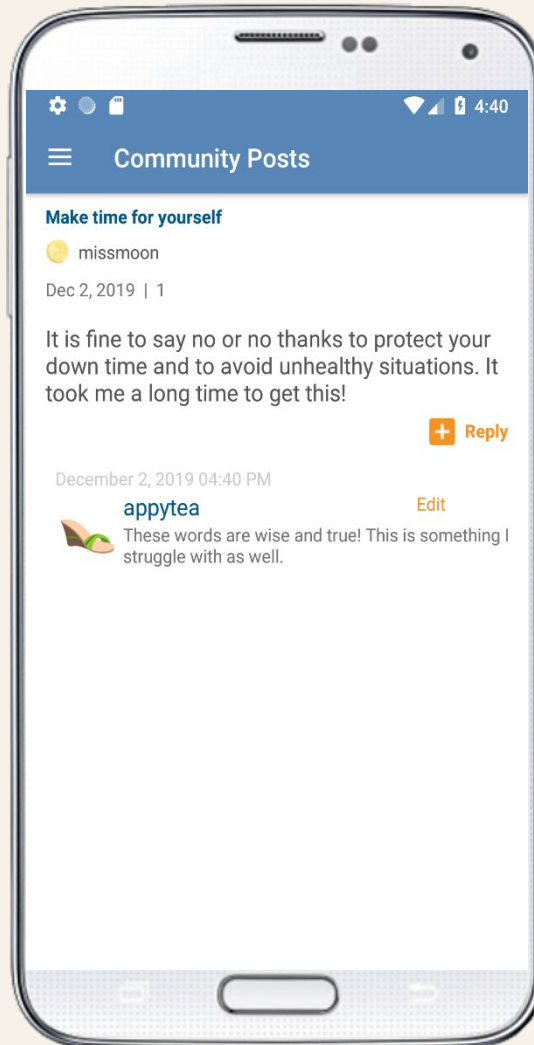 4:40
Community Posts
Make time for yourself
missmoon
Dec 2, 2019 | 1
It is fine to say no or no thanks to protect your
down time and to avoid unhealthy situations. It
took me a long time to get this!
Reply
December 2, 2019 04:40 PM
appytea
Edit
These words are wise and true! This is something I
struggle with as well.